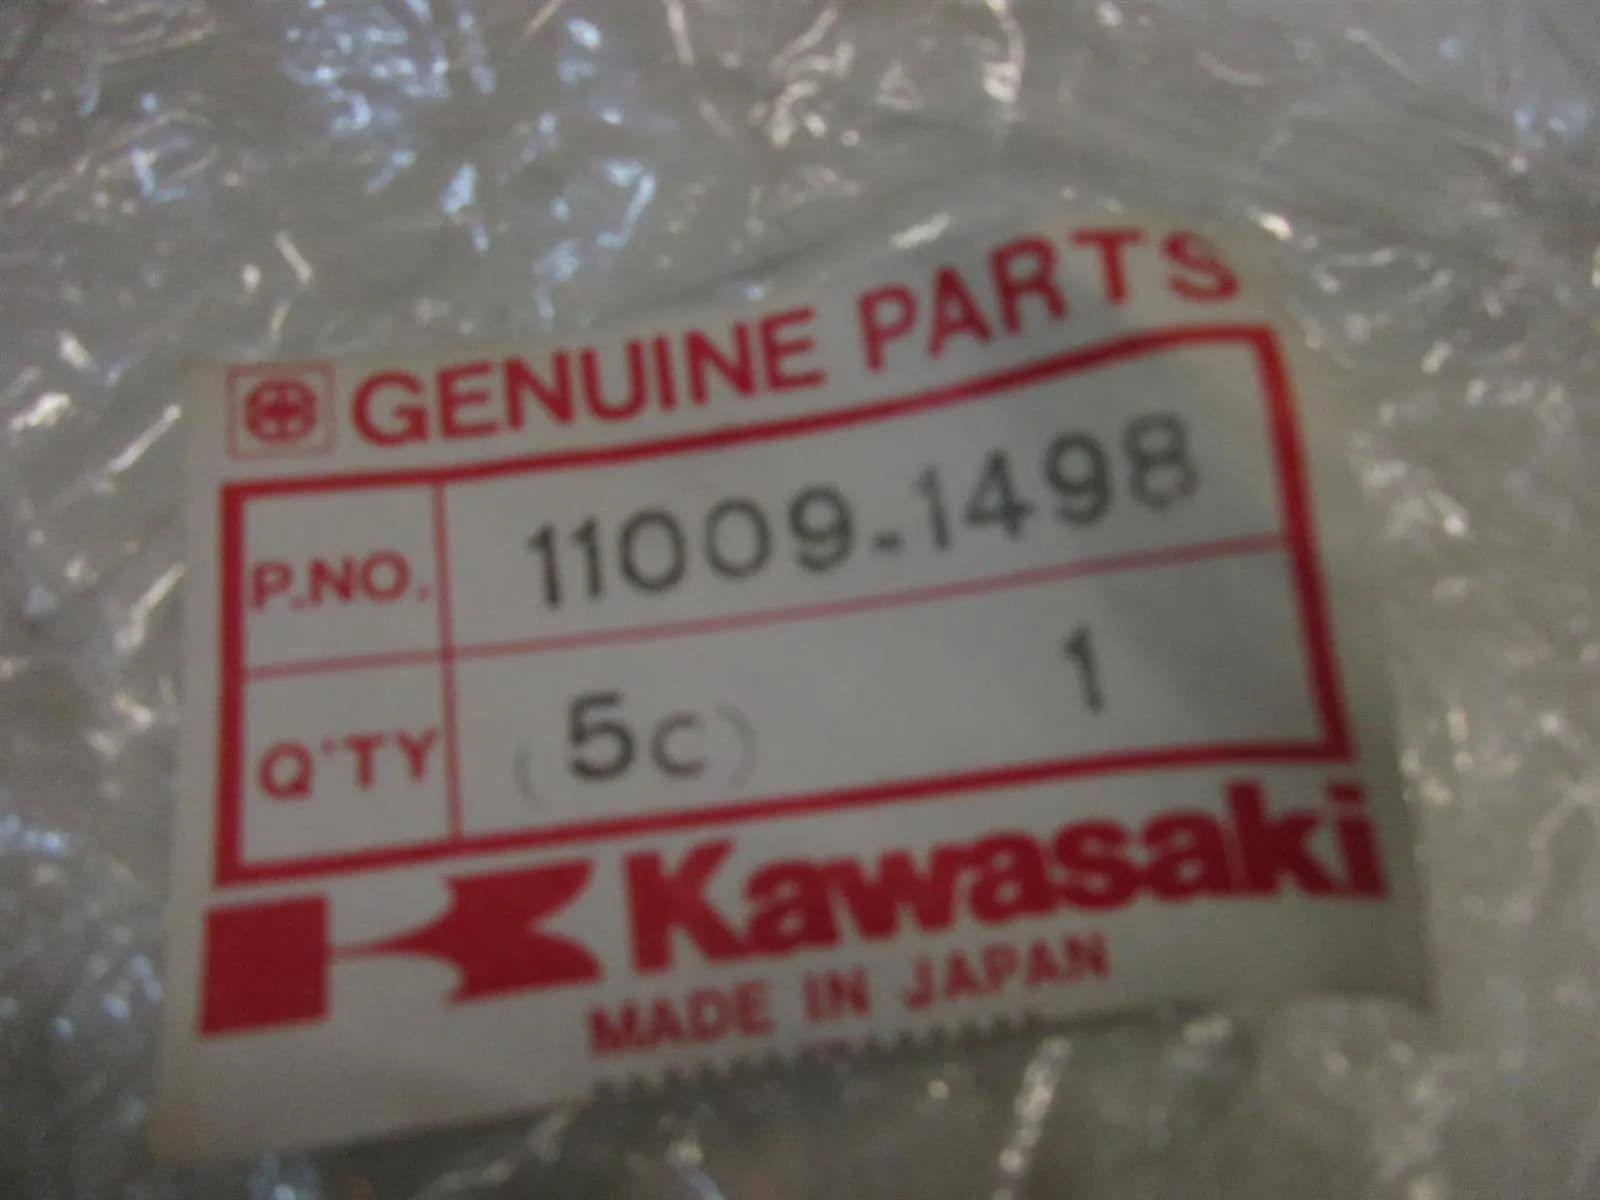 GENUINE PARTS
P.NO. 11009-1498
Q'TY (5C) 1
Kawasaki
MADE IN JAPAN